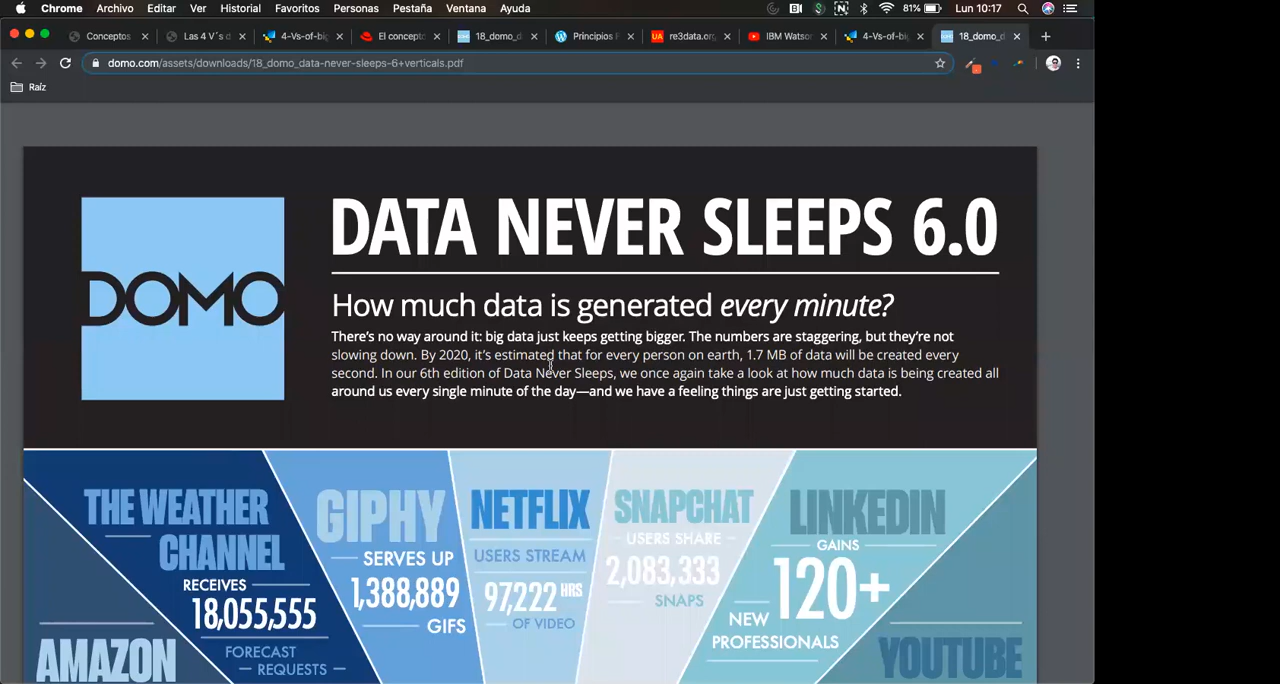 Chrome Archivo Editar Ver Historial Favoritos Personas Pestaña Ventana Ayuda 81% Lun 10:17
Conceptos Las 4 V´s d 4-Vs-of-big El concepto 18_domo_d Principios F re3data.org IBM Watson 4-Vs-of-big 18_domo_d
domo.com/assets/downloads/18_domo_data-never-sleeps-6+verticals.pdf
Raíz
DOMO
DATA NEVER SLEEPS 6.0
How much data is generated every minute?
There's no way around it: big data just keeps getting bigger. The numbers are staggering, but they're not
slowing down. By 2020, it's estimated that for every person on earth, 1.7 MB of data will be created every
second. In our 6th edition of Data Never Sleeps, we once again take a look at how much data is being created all
around us every single minute of the day—and we have a feeling things are just getting started.
THE WEATHER
CHANNEL
RECEIVES
18,055,555
FORECAST
REQUESTS
GIPHY
SERVES UP
1,388,889
GIFS
NETFLIX
USERS STREAM
97,222 HRS
OF VIDEO
SNAPCHAT
USERS SHARE
2,083,333
SNAPS
LINKEDIN
GAINS
120+
NEW
PROFESSIONALS
AMAZON
YOUTUBE